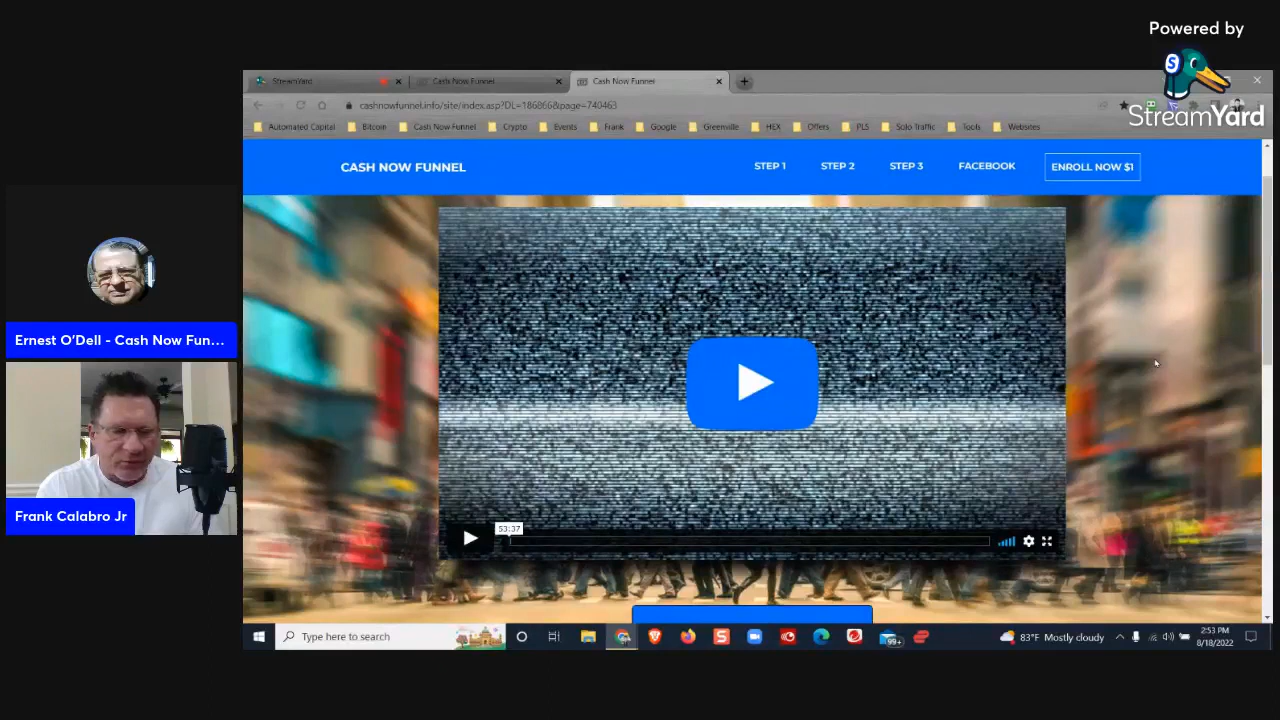 Powered by
StreamYard
StreamYard
Cash Now Funnel
Cash Now Funnel
cashnowfunnel.info/site/index.asp?DL=186866&page=740463
Automated Capital Bitcoin Cash Now Funnel Crypto Events Frank Google Greenville HEX Offers PLS Solo Traffic Tools Websites
CASH NOW FUNNEL
STEP 1 STEP 2 STEP 3 FACEBOOK ENROLL NOW $1
Ernest O'Dell - Cash Now Fun...
Frank Calabro Jr
53:37
Type here to search
99+
83°F Mostly cloudy
2:53 PM
8/18/2022